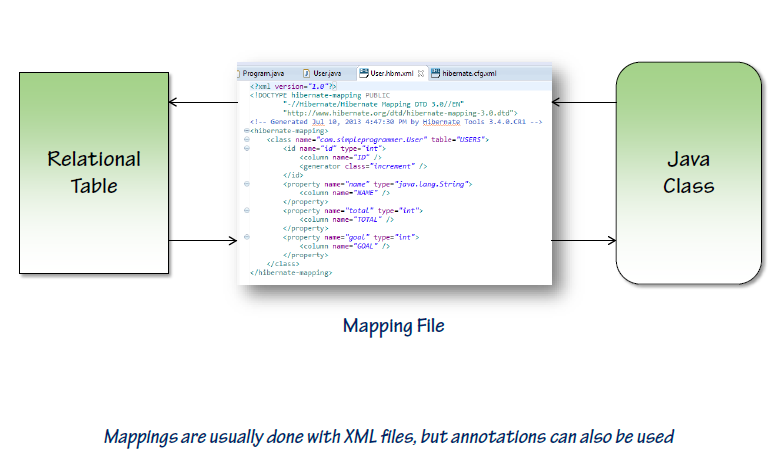 Program.java User.java User.hbm.xml hibernate.cfg.xml
<?xml version="1.0"?>
<!DOCTYPE hibernate-mapping PUBLIC
"-//Hibernate/Hibernate Mapping DTD 3.0//EN"
"http://www.hibernate.org/dtd/hibernate-mapping-3.0.dtd">
<!-- Generated Jul 10, 2013 4:47:30 PM by Hibernate Tools 3.4.0.CR1 -->
<hibernate-mapping>
<class name="com.simpleprogrammer.User" table="USERS">
<id name="id" type="int">
<column name="ID" />
<generator class="increment" />
</id>
<property name="name" type="java.lang.String">
<column name="NAME" />
</property>
<property name="total" type="int">
<column name="TOTAL" />
</property>
<property name="goal" type="int">
<column name="GOAL" />
</property>
</class>
</hibernate-mapping>
Relational
Table
Java
Class
Mapping File
Mappings are usually done with XML files, but annotations can also be used